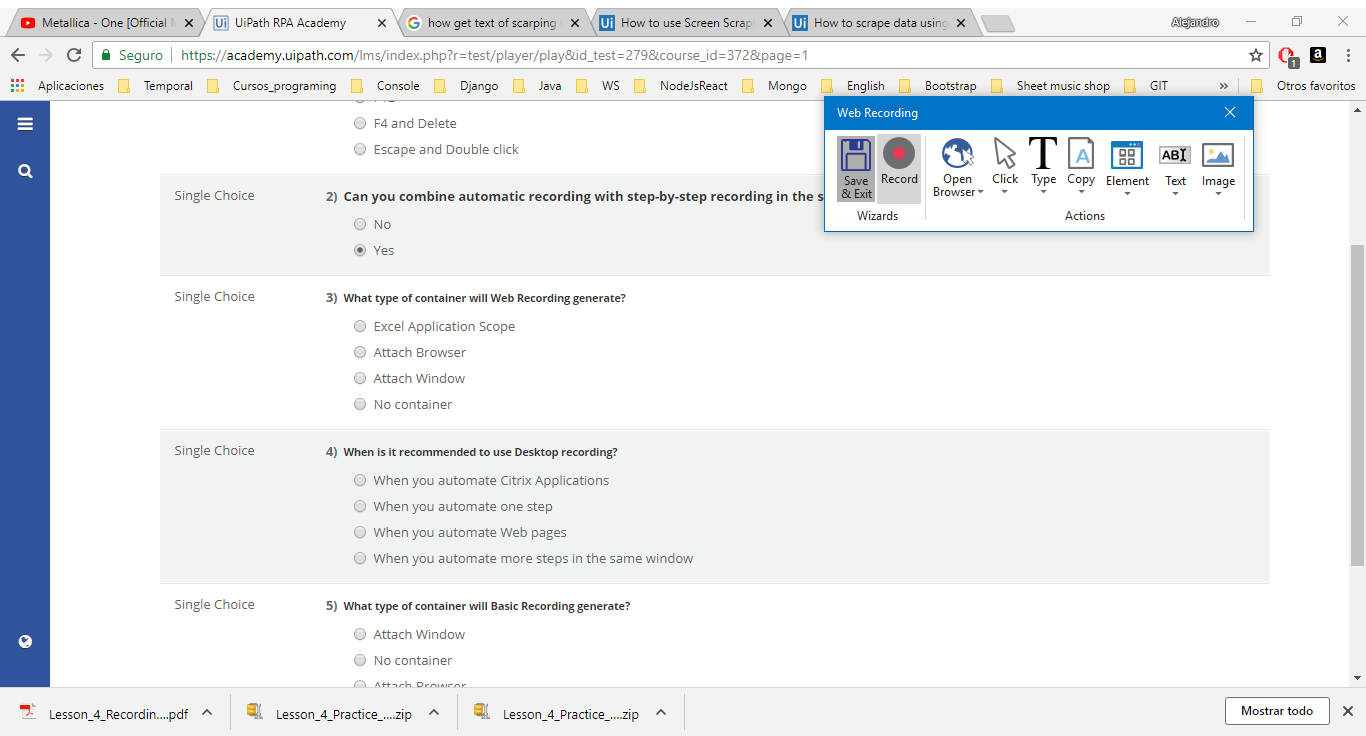 Metallica - One [Official M
UiPath RPA Academy
how get text of scarping
How to use Screen Scrap
How to scrape data using
Alejandro
Seguro
https://academy.uipath.com/lms/index.php?r=test/player/play&id_test=279&course_id=372&page=1
1
Aplicaciones
Temporal
Cursos_programing
Console
Django
Java
WS
NodeJsReact
Mongo
English
Bootstrap
Sheet music shop
GIT
»
Otros favoritos
Web Recording
Save & Exit
Record
Open Browser
Click
Type
Copy
Element
Text
Image
Wizards
Actions
F4 and Delete
Escape and Double click
Single Choice
2) Can you combine automatic recording with step-by-step recording in the s
No
Yes
Single Choice
3) What type of container will Web Recording generate?
Excel Application Scope
Attach Browser
Attach Window
No container
Single Choice
4) When is it recommended to use Desktop recording?
When you automate Citrix Applications
When you automate one step
When you automate Web pages
When you automate more steps in the same window
Single Choice
5) What type of container will Basic Recording generate?
Attach Window
No container
Attach Browser
Lesson_4_Recordin....pdf
Lesson_4_Practice_....zip
Lesson_4_Practice_....zip
Mostrar todo